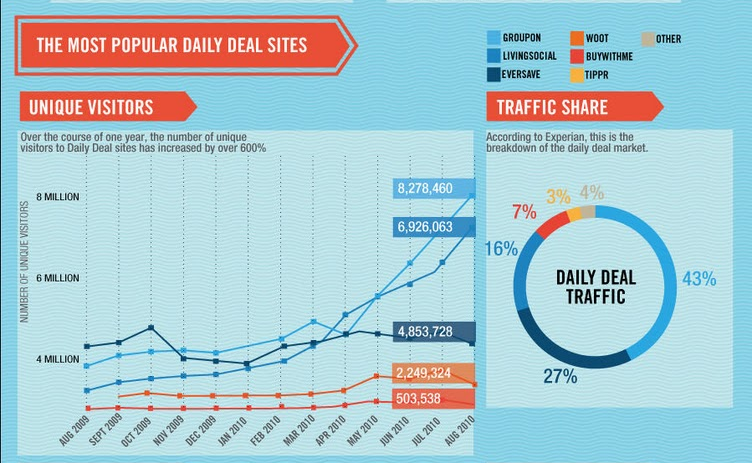 THE MOST POPULAR DAILY DEAL SITES
GROUPON
LIVINGSOCIAL
EVERSAVE
WOOT
BUYWITHME
TIPPR
OTHER
UNIQUE VISITORS
Over the course of one year, the number of unique
visitors to Daily Deal sites has increased by over 600%
NUMBER OF UNIQUE VISITORS
8 MILLION
6 MILLION
4 MILLION
8,278,460
6,926,063
4,853,728
2,249,324
503,538
AUG 2009
SEPT 2009
OCT 2009
NOV 2009
DEC 2009
JAN 2010
FEB 2010
MAR 2010
APR 2010
MAY 2010
JUN 2010
JUL 2010
AUG 2010
TRAFFIC SHARE
According to Experian, this is the
breakdown of the daily deal market.
4%
3%
7%
16%
43%
27%
DAILY DEAL
TRAFFIC